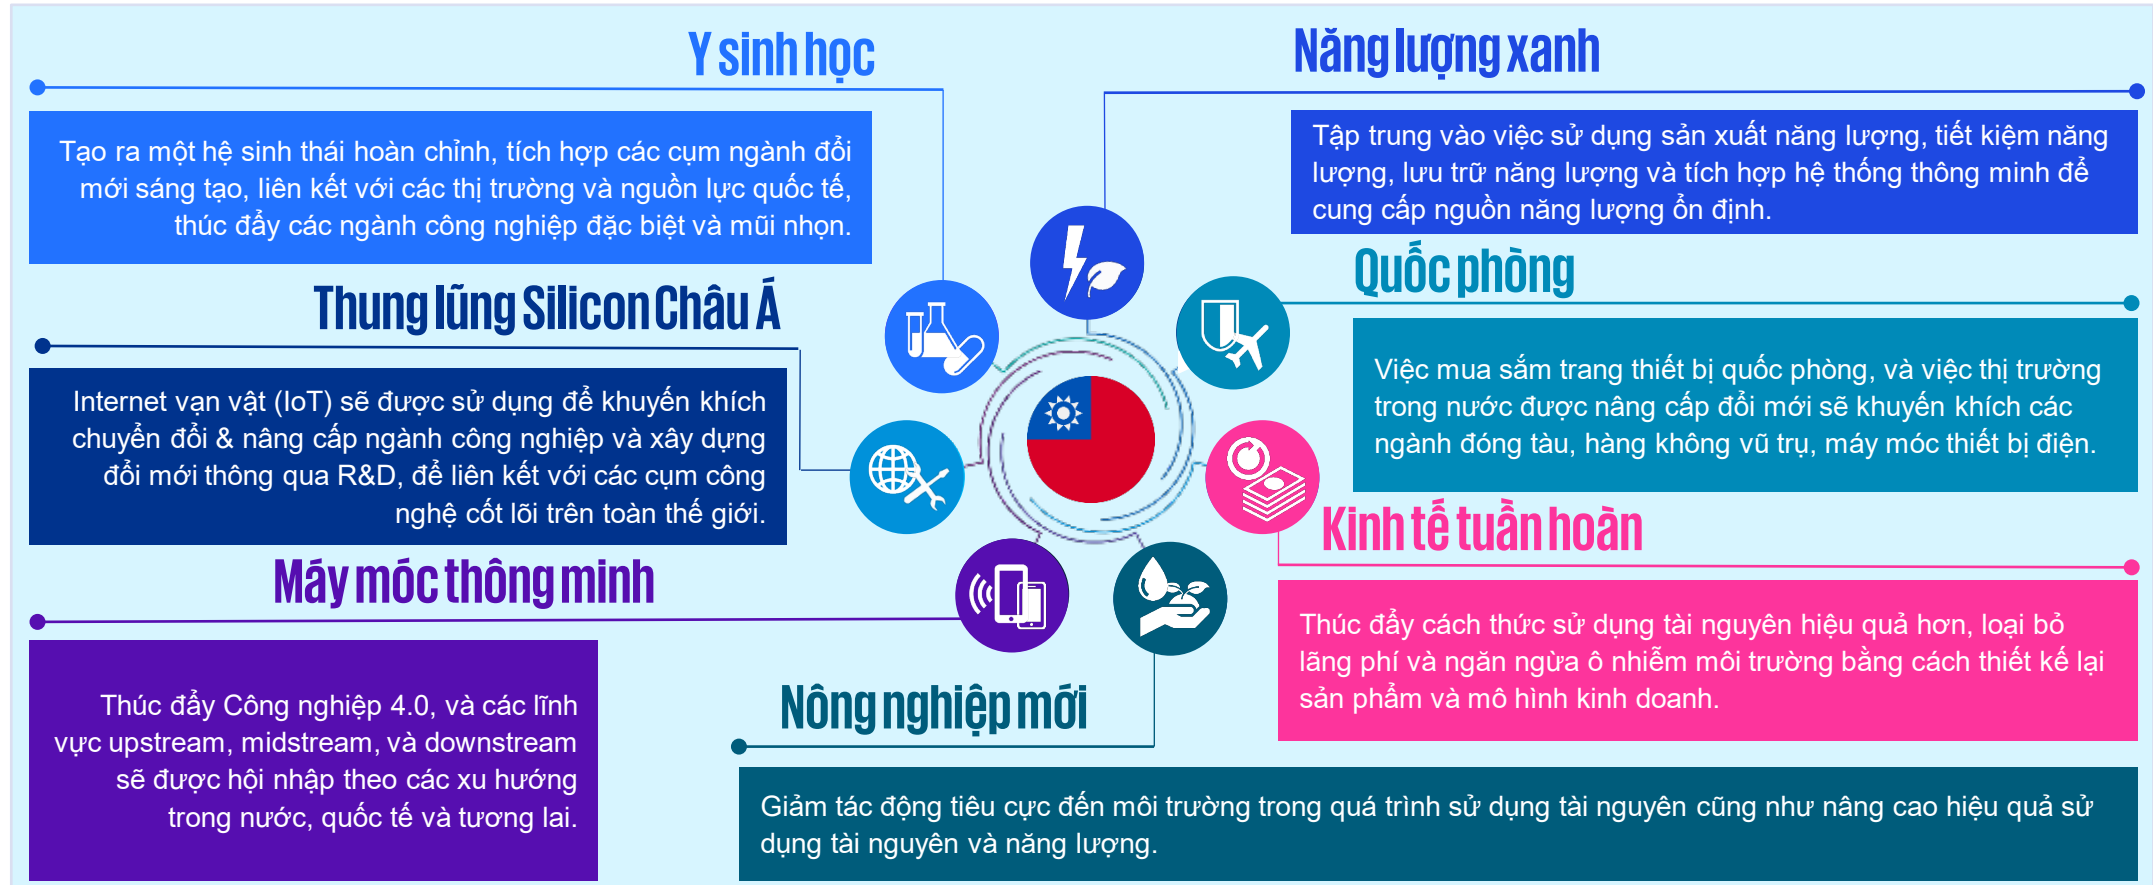 Y sinh học
Tạo ra một hệ sinh thái hoàn chỉnh, tích hợp các cụm ngành đổi
mới sáng tạo, liên kết với các thị trường và nguồn lực quốc tế,
thúc đẩy các ngành công nghiệp đặc biệt và mũi nhọn.
Thung lũng Silicon Châu Á
Internet vạn vật (IoT) sẽ được sử dụng để khuyến khích
chuyển đổi & nâng cấp ngành công nghiệp và xây dựng
đổi mới thông qua R&D, để liên kết với các cụm công
nghệ cốt lõi trên toàn thế giới.
Máy móc thông minh
Thúc đẩy Công nghiệp 4.0, và các lĩnh
vực upstream, midstream, và downstream
sẽ được hội nhập theo các xu hướng
trong nước, quốc tế và tương lai.
Năng lượng xanh
Tập trung vào việc sử dụng sản xuất năng lượng, tiết kiệm năng
lượng, lưu trữ năng lượng và tích hợp hệ thống thông minh để
cung cấp nguồn năng lượng ổn định.
Quốc phòng
Việc mua sắm trang thiết bị quốc phòng, và việc thị trường
trong nước được nâng cấp đổi mới sẽ khuyến khích các
ngành đóng tàu, hàng không vũ trụ, máy móc thiết bị điện.
Kinh tế tuần hoàn
Thúc đẩy cách thức sử dụng tài nguyên hiệu quả hơn, loại bỏ
lãng phí và ngăn ngừa ô nhiễm môi trường bằng cách thiết kế lại
sản phẩm và mô hình kinh doanh.
Nông nghiệp mới
Giảm tác động tiêu cực đến môi trường trong quá trình sử dụng tài nguyên cũng như nâng cao hiệu quả sử
dụng tài nguyên và năng lượng.